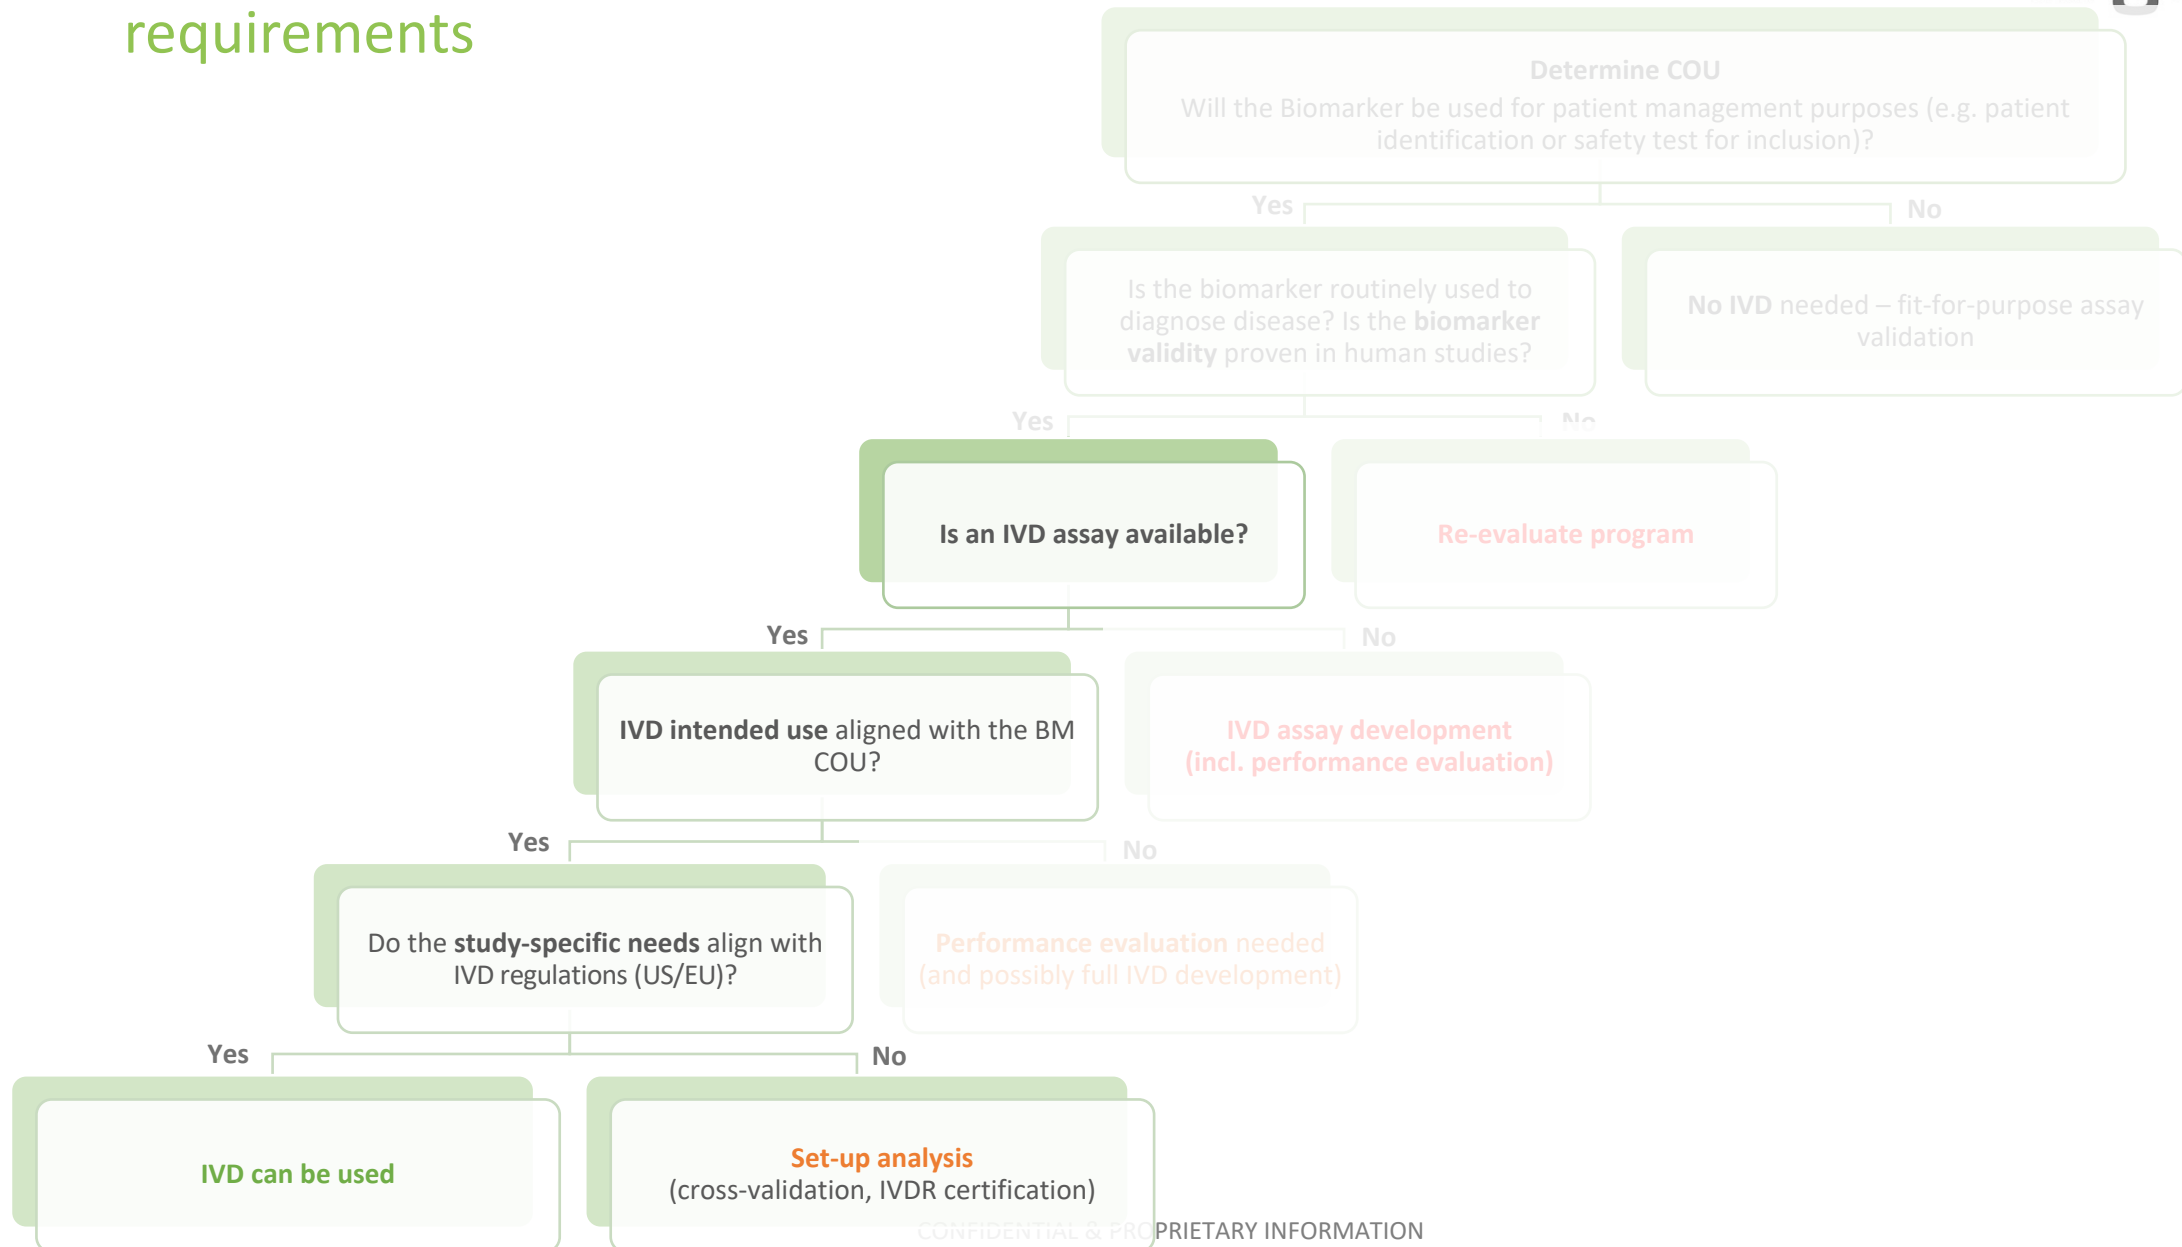 requirements
Determine COU
Will the Biomarker be used for patient management purposes (e.g. patient
identification or safety test for inclusion)?
Yes
No
Is the biomarker routinely used to
diagnose disease? Is the biomarker
validity proven in human studies?
No IVD needed – fit-for-purpose assay
validation
Yes
No
Is an IVD assay available?
Re-evaluate program
Yes
No
IVD intended use aligned with the BM
COU?
IVD assay development
(incl. performance evaluation)
Yes
No
Do the study-specific needs align with
IVD regulations (US/EU)?
Performance evaluation needed
(and possibly full IVD development)
Yes
No
IVD can be used
Set-up analysis
(cross-validation, IVDR certification)
CONFIDENTIAL & PROPRIETARY INFORMATION